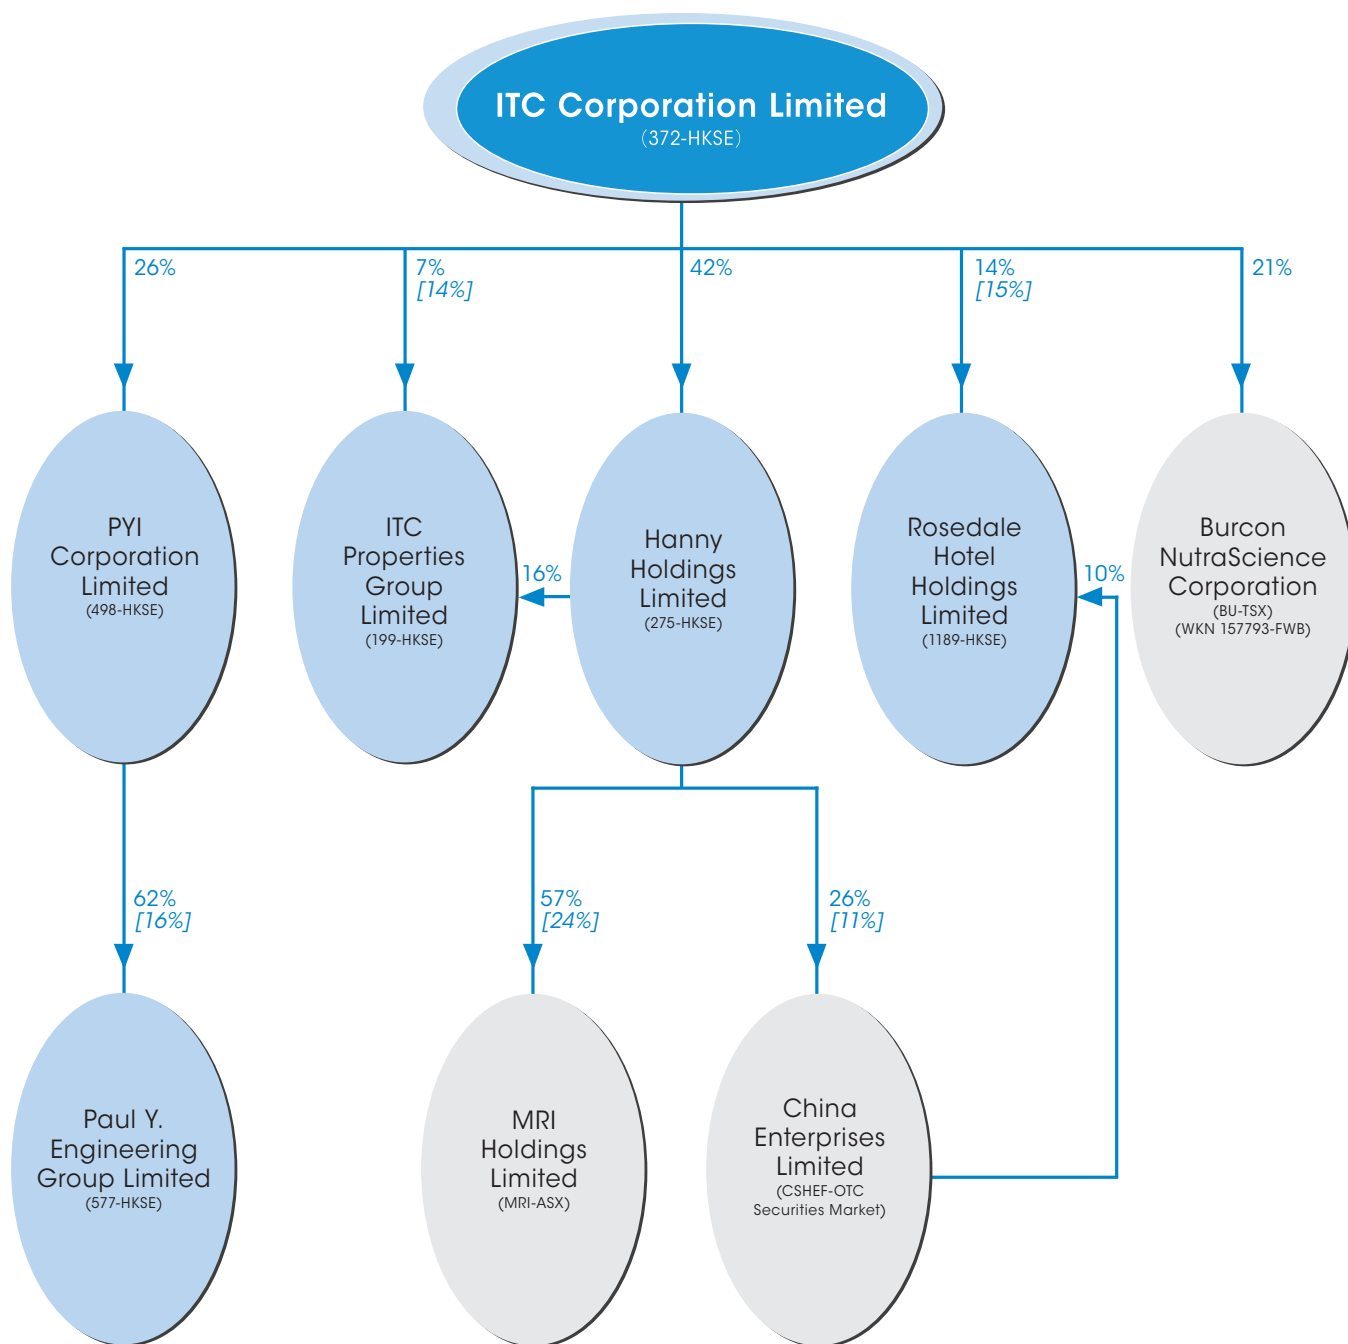 ITC Corporation Limited
(372-HKSE)
26%
7%
[14%]
42%
14%
[15%]
21%
PYI
Corporation
Limited
(498-HKSE)
ITC
Properties
Group
Limited
(199-HKSE)
16%
Hanny
Holdings
Limited
(275-HKSE)
Rosedale
Hotel
Holdings
Limited
(1189-HKSE)
10%
Burcon
NutraScience
Corporation
(BU-TSX)
(WKN 157793-FWB)
62%
[16%]
57%
[24%]
26%
[11%]
Paul Y.
Engineering
Group Limited
(577-HKSE)
MRI
Holdings
Limited
(MRI-ASX)
China
Enterprises
Limited
(CSHEF-OTC
Securities Market)